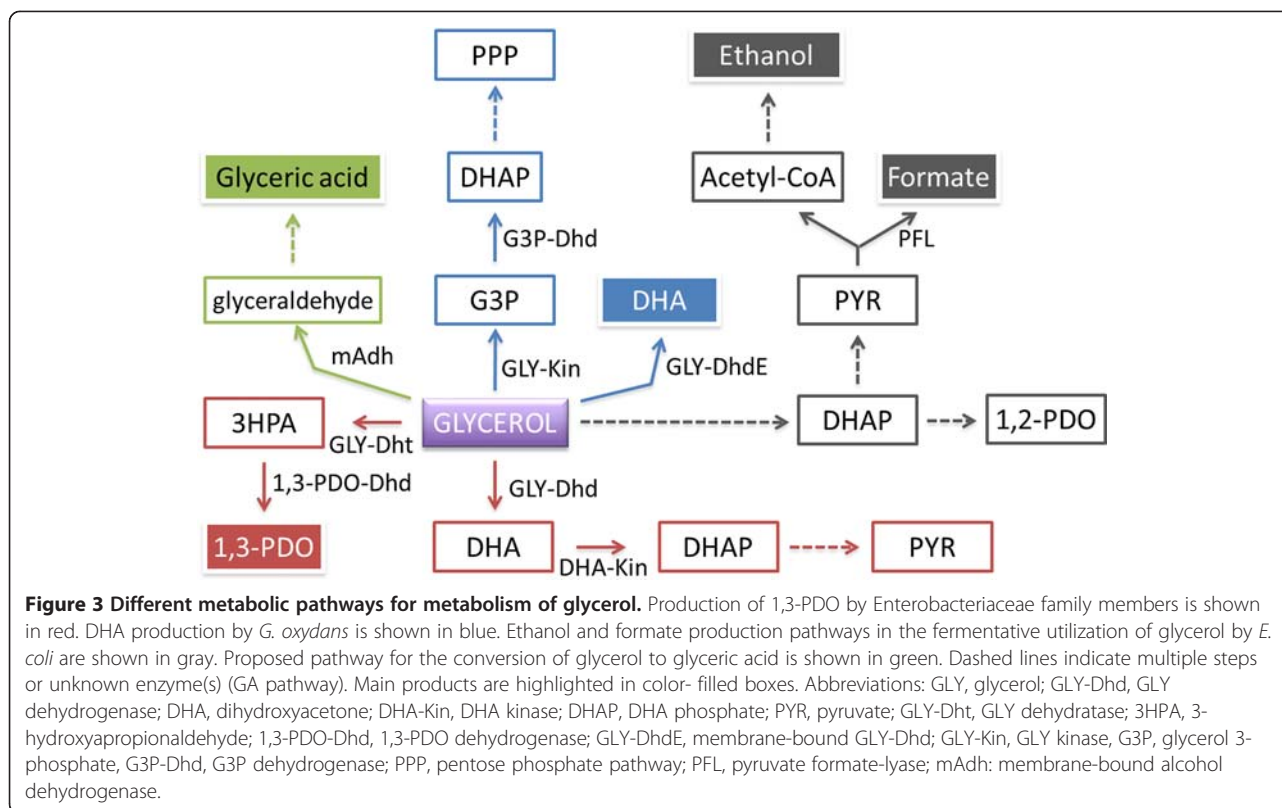 PPP
Ethanol
Glyceric acid
DHAP
Acetyl-CoA
Formate
G3P-Dhd
PFL
glyceraldehyde
G3P
DHA
PYR
mAdh
GLY-Kin
GLY-DhdE
3HPA
GLYCEROL
DHAP
1,2-PDO
GLY-Dht
1,3-PDO-Dhd
GLY-Dhd
1,3-PDO
DHA
DHAP
PYR
DHA-Kin
Figure 3 Different metabolic pathways for metabolism of glycerol. Production of 1,3-PDO by Enterobacteriaceae family members is shown
in red. DHA production by G. oxydans is shown in blue. Ethanol and formate production pathways in the fermentative utilization of glycerol by E.
coli are shown in gray. Proposed pathway for the conversion of glycerol to glyceric acid is shown in green. Dashed lines indicate multiple steps
or unknown enzyme(s) (GA pathway). Main products are highlighted in color- filled boxes. Abbreviations: GLY, glycerol; GLY-Dhd, GLY
dehydrogenase; DHA, dihydroxyacetone; DHA-Kin, DHA kinase; DHAP, DHA phosphate; PYR, pyruvate; GLY-Dht, GLY dehydratase; 3HPA, 3-
hydroxyapropionaldehyde; 1,3-PDO-Dhd, 1,3-PDO dehydrogenase; GLY-DhdE, membrane-bound GLY-Dhd; GLY-Kin, GLY kinase, G3P, glycerol 3-
phosphate, G3P-Dhd, G3P dehydrogenase; PPP, pentose phosphate pathway; PFL, pyruvate formate-lyase; mAdh: membrane-bound alcohol
dehydrogenase.